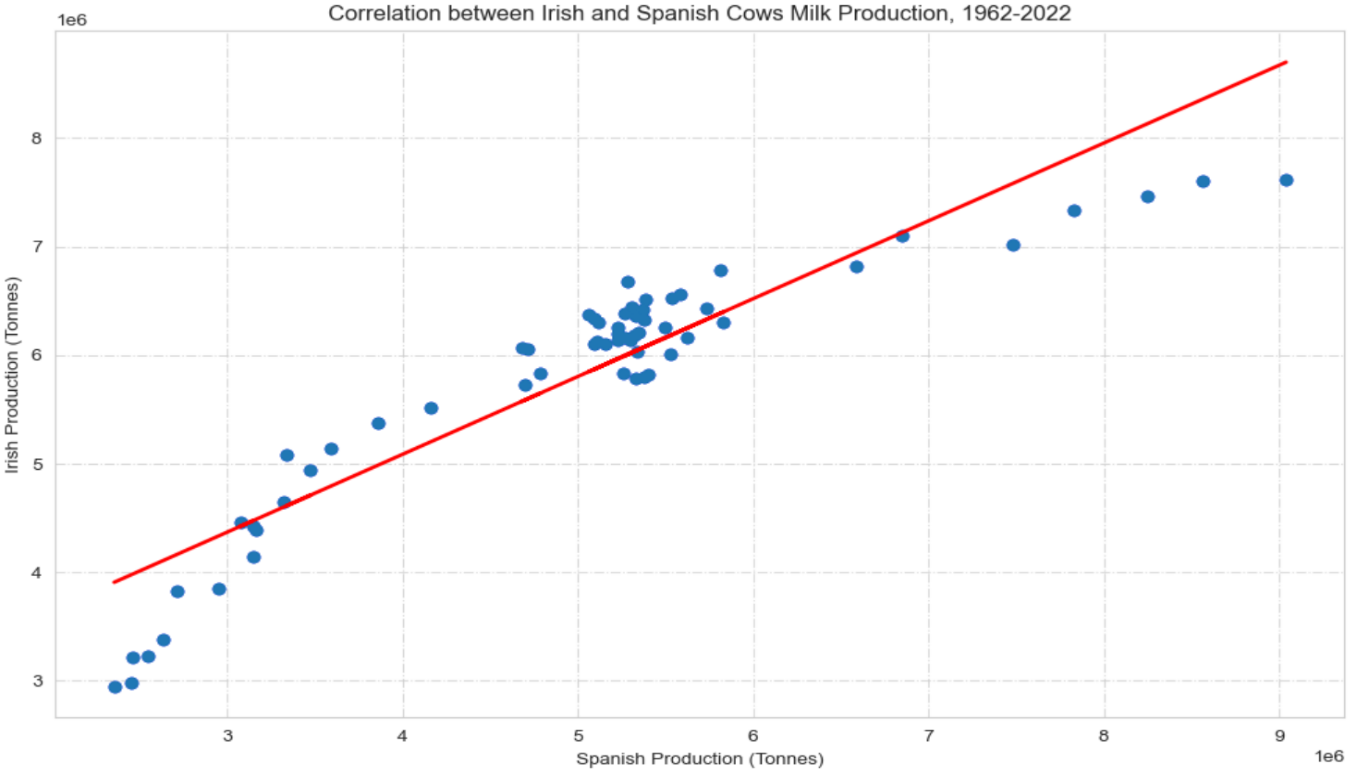 Correlation between Irish and Spanish Cows Milk Production, 1962-2022
1e6
8
7
6
5
4
3
Irish Production (Tonnes)
3 4 5 6 7 8 9
Spanish Production (Tonnes)
1e6